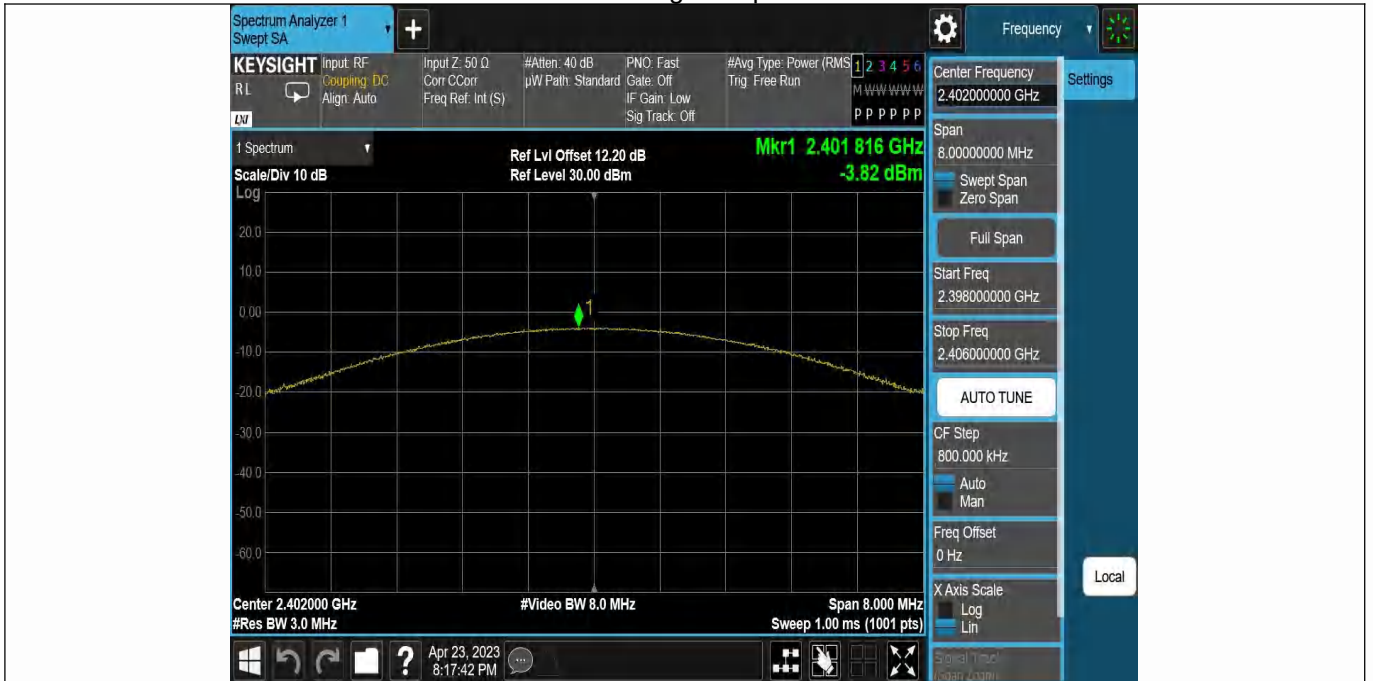 Spectrum Analyzer 1
Swept SA
+
Frequency
KEYSIGHT
RL
LXI
Input: RF
Coupling: DC
Align: Auto
Input Z: 50 Ω
Corr CCorr
Freq Ref: Int (S)
#Atten: 40 dB
µW Path: Standard
PNO: Fast
Gate: Off
IF Gain: Low
Sig Track: Off
#Avg Type: Power (RMS
Trig: Free Run
1 2 3 4 5 6
M W W W W W
P P P P P P
1 Spectrum
Scale/Div 10 dB
Ref Lvl Offset 12.20 dB
Ref Level 30.00 dBm
Mkr1 2.401 816 GHz
-3.82 dBm
Log
20.0
10.0
0.00
-10.0
-20.0
-30.0
-40.0
-50.0
-60.0
1
Center 2.402000 GHz
#Res BW 3.0 MHz
#Video BW 8.0 MHz
Span 8.000 MHz
Sweep 1.00 ms (1001 pts)
Center Frequency
2.402000000 GHz
Settings
Span
8.00000000 MHz
Swept Span
Zero Span
Full Span
Start Freq
2.398000000 GHz
Stop Freq
2.406000000 GHz
AUTO TUNE
CF Step
800.000 kHz
Auto
Man
Freq Offset
0 Hz
X Axis Scale
Log
Lin
Local
Signal Track
(Span Zoom)
?
Apr 23, 2023
8:17:42 PM